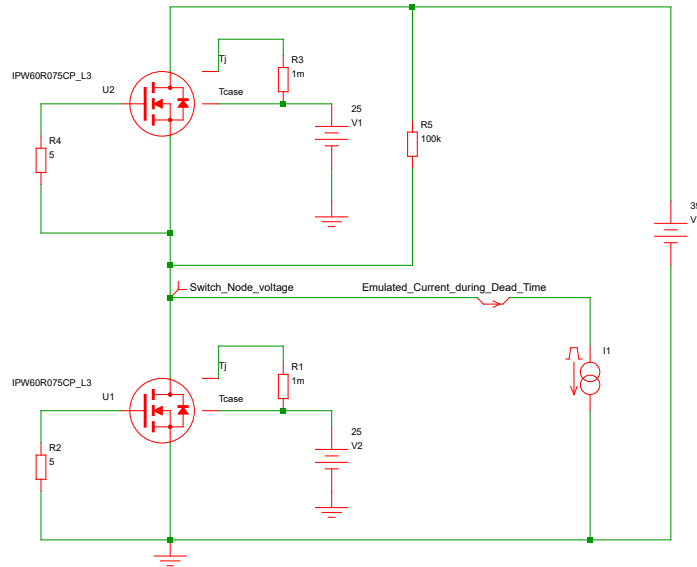 Tj
R3
1m
IPW60R075CP_L3
U2
Tcase
25
V1
R5
100k
R4
5
Switch_Node_voltage
Emulated_Current_during_Dead_Time
I1
Tj
R1
1m
IPW60R075CP_L3
U1
Tcase
25
V2
R2
5